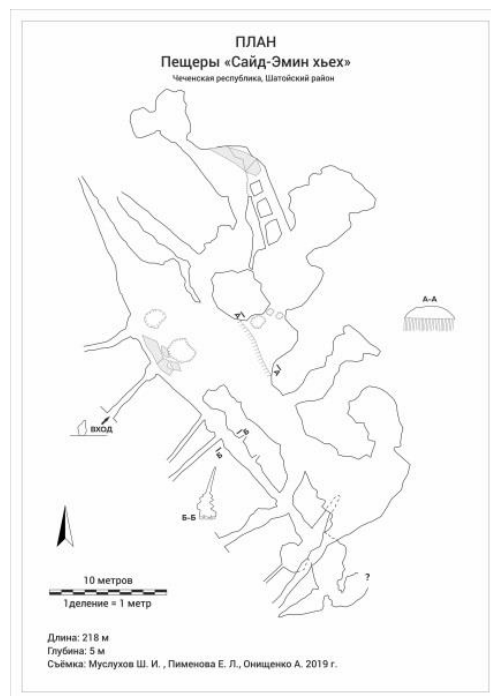 ПЛАН
Пещеры «Сайд-Эмин хьех»
Чеченская республика, Шатойский район
А-А
А
А
ВХОД
Б
Б
Б-Б
?
10 метров
1деление = 1 метр
Длина: 218 м
Глубина: 5 м
Съёмка: Муслухов Ш. И. , Пименова Е. Л., Онищенко А. 2019 г.